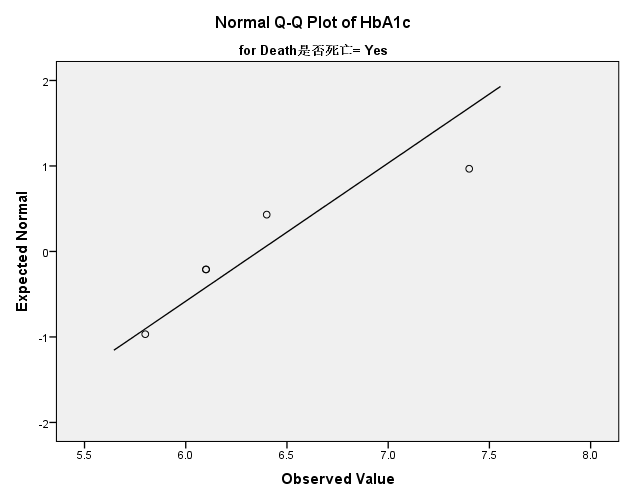 Normal Q-Q Plot of HbA1c
for Death是否死亡= Yes
Expected Normal
2
1
0
-1
-2
5.5 6.0 6.5 7.0 7.5 8.0
Observed Value